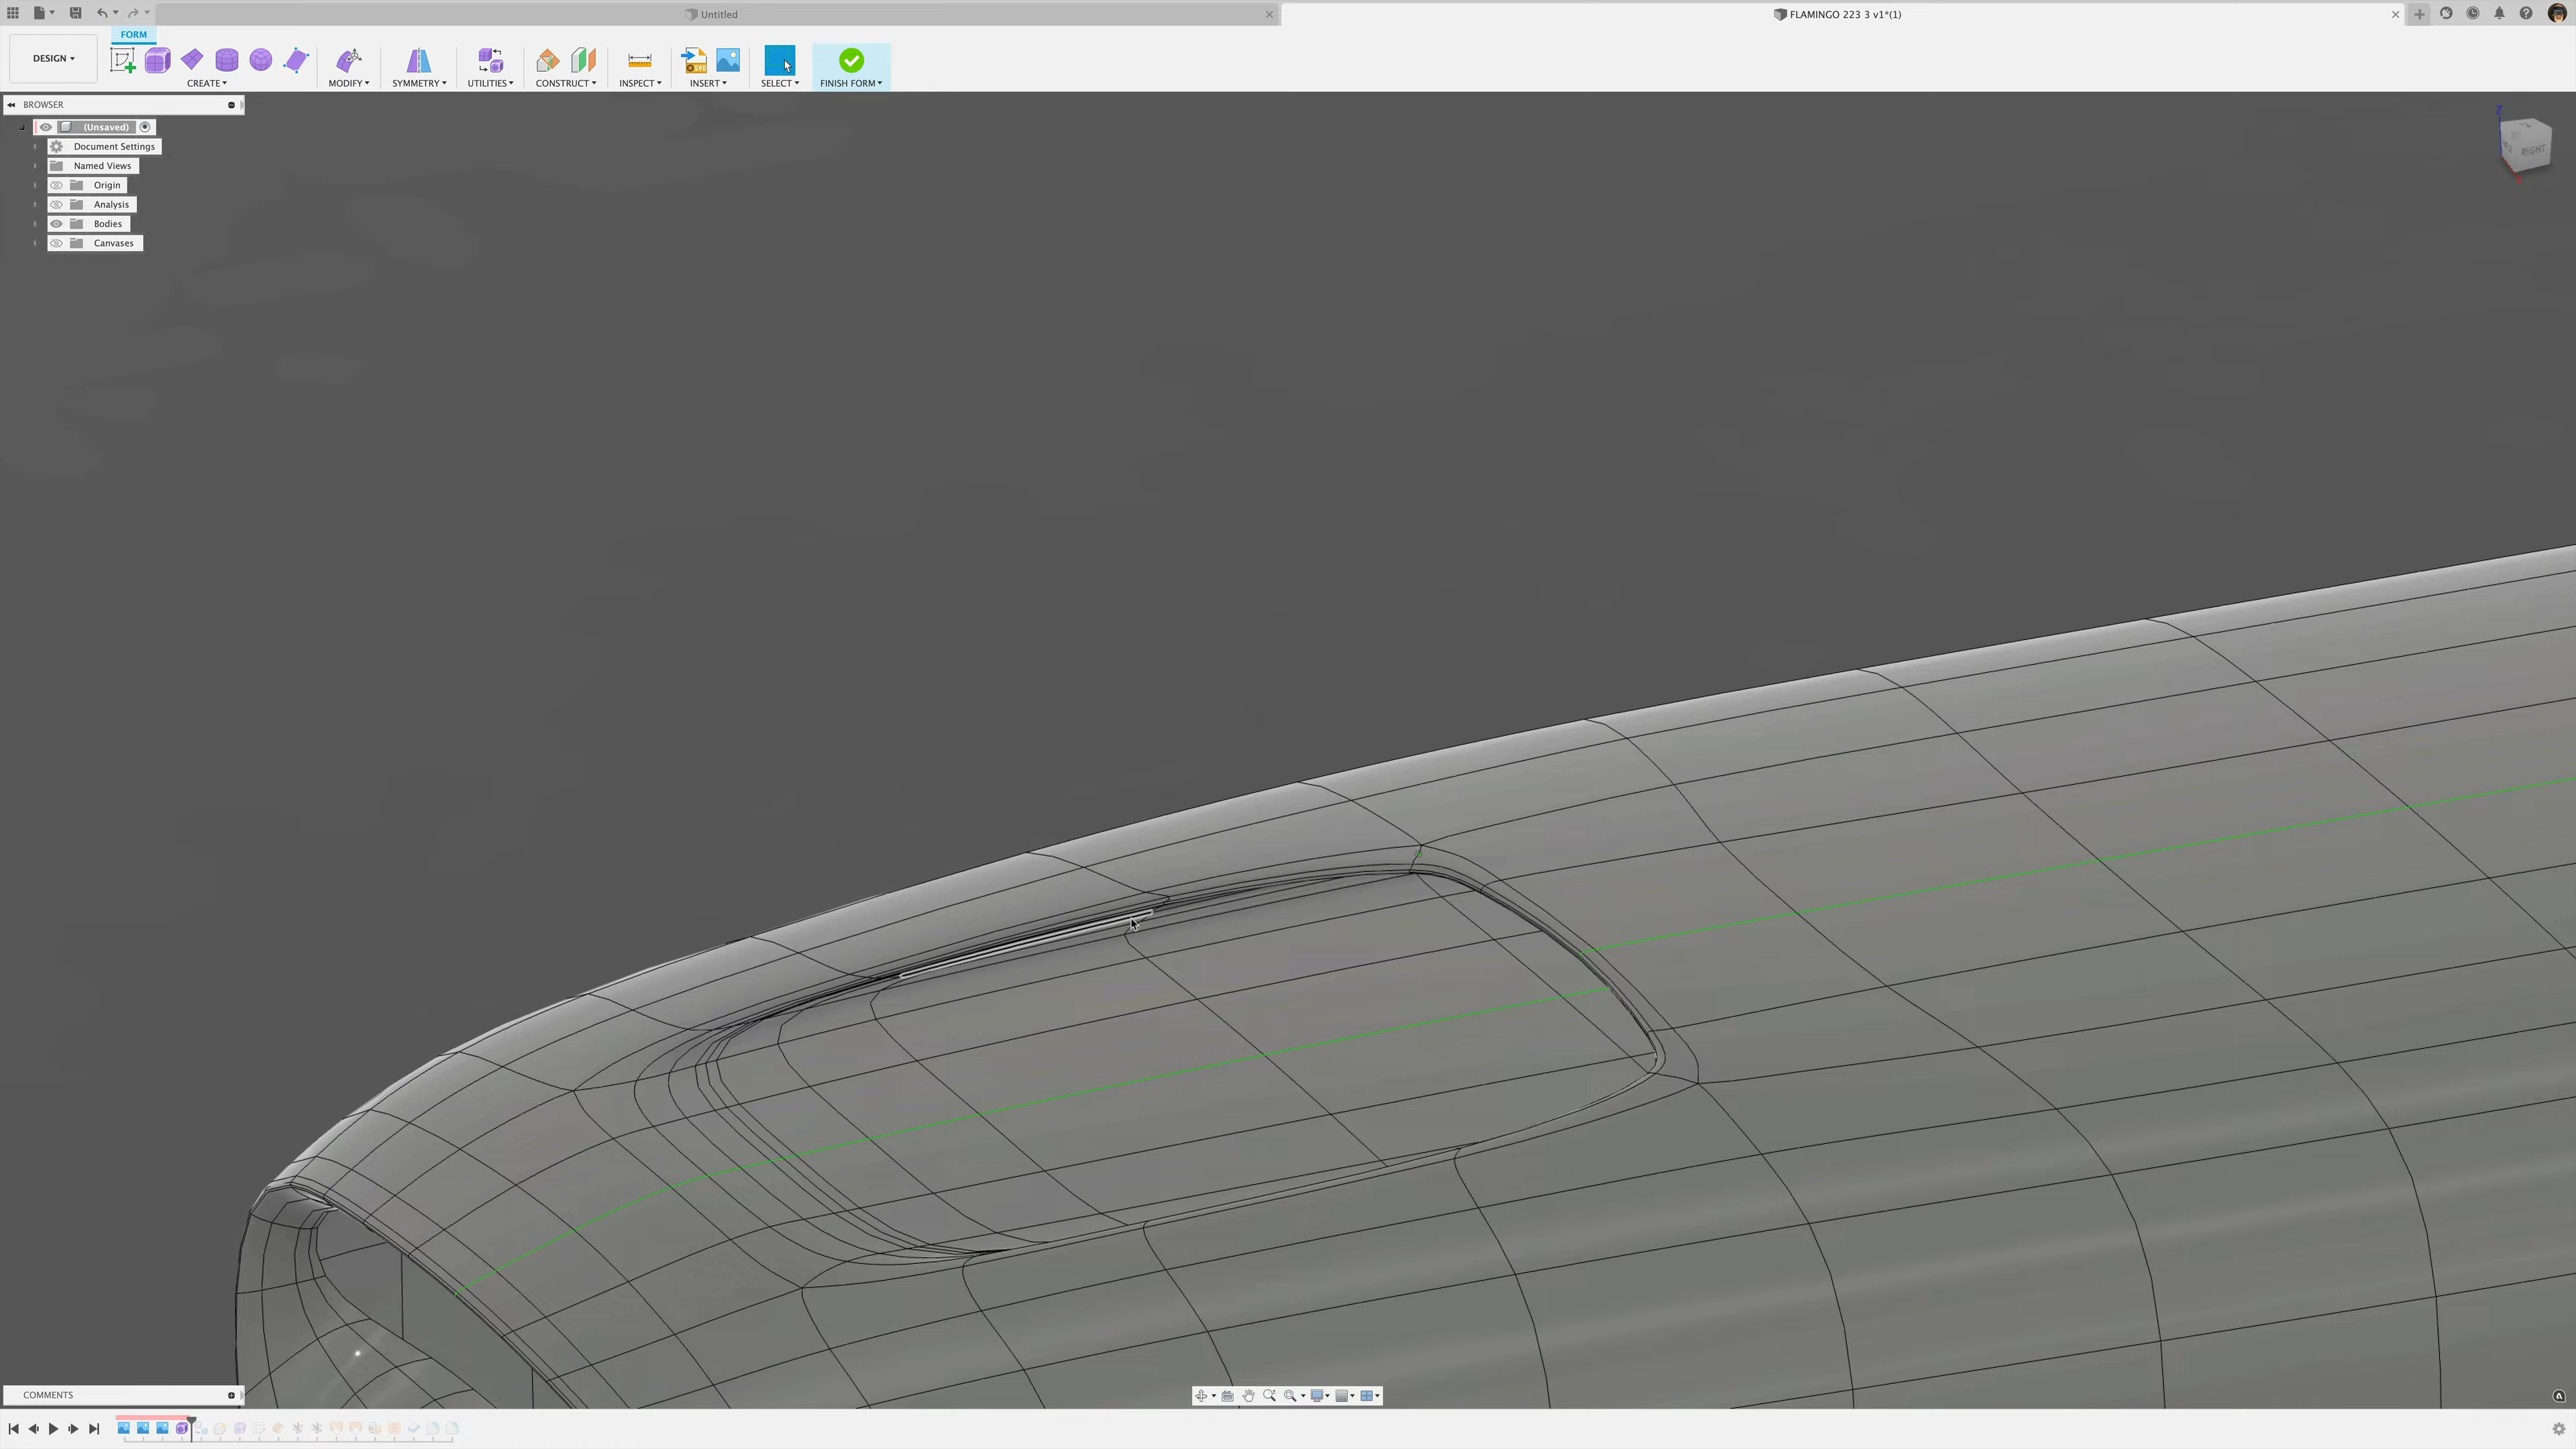 Untitled
FLAMINGO 223 3 v1*(1)
FORM
DESIGN
CREATE
MODIFY
SYMMETRY
UTILITIES
CONSTRUCT
INSPECT
INSERT
SELECT
FINISH FORM
BROWSER
(Unsaved)
Document Settings
Named Views
Origin
Analysis
Bodies
Canvases
Z
RIGHT
COMMENTS